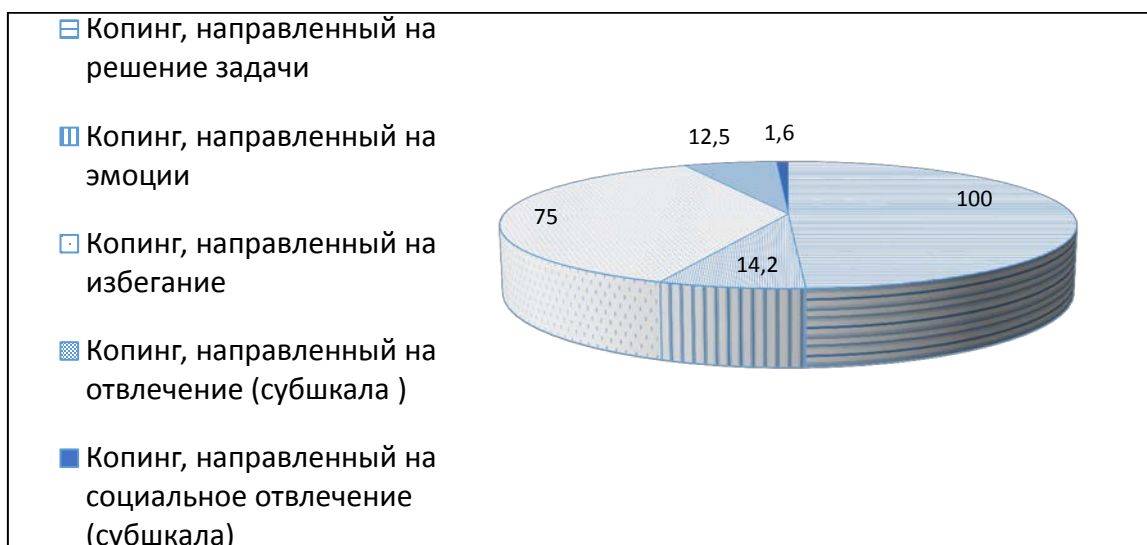 Копинг, направленный на
решение задачи
Копинг, направленный на
эмоции
Копинг, направленный на
избегание
Копинг, направленный на
отвлечение (субшкала )
Копинг, направленный на
социальное отвлечение
(субшкала)
12,5
1,6
100
75
14,2